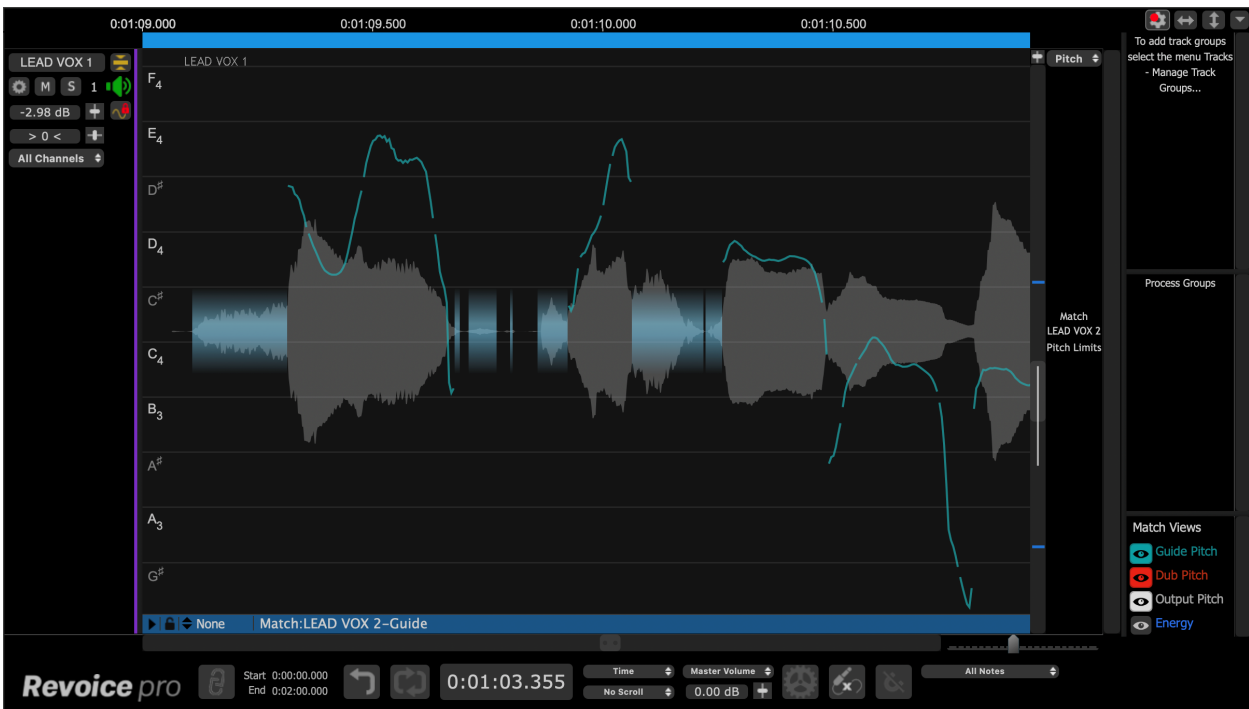 0:01:09.000 0:01:09.500 0:01:10.000 0:01:10.500
LEAD VOX 1
M S 1
-2.98 dB
> 0 <
All Channels
LEAD VOX 1
F4
E4
D♯
D4
C♯
C4
B3
A♯
A3
G♯
None Match:LEAD VOX 2-Guide
Pitch
Match
LEAD VOX 2
Pitch Limits
To add track groups
select the menu Tracks
- Manage Track
Groups...
Process Groups
Match Views
Guide Pitch
Dub Pitch
Output Pitch
Energy
Revoice pro
Start 0:00:00.000
End 0:02:00.000
0:01:03.355
Time
No Scroll
Master Volume
0.00 dB
x
All Notes